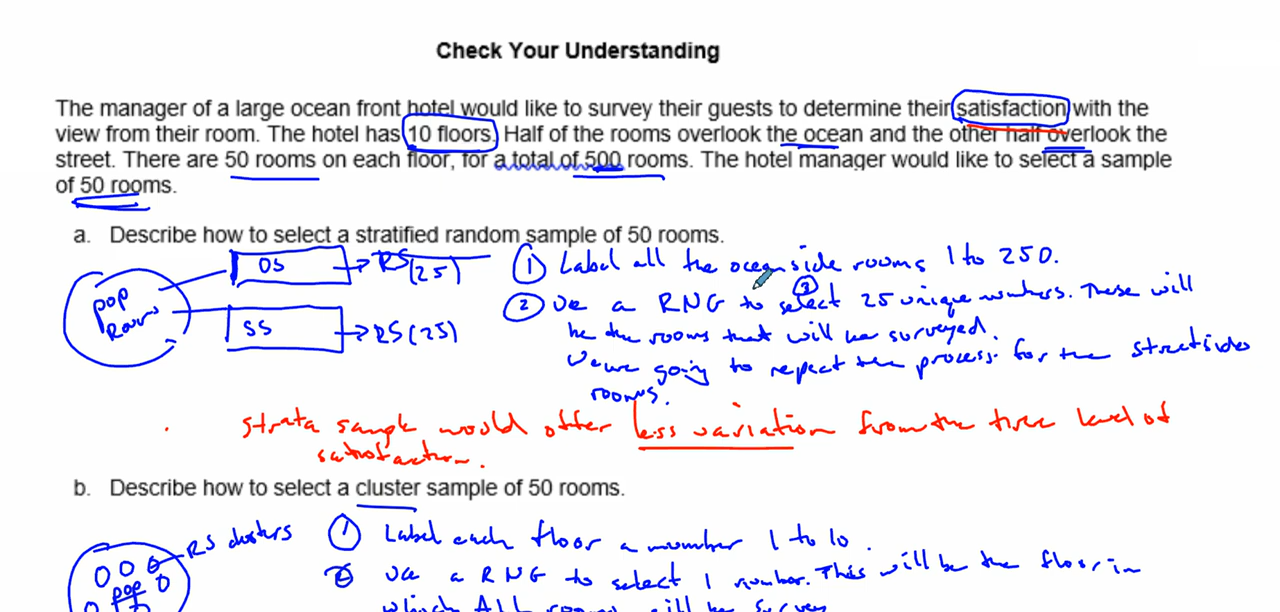 Check Your Understanding
The manager of a large ocean front hotel would like to survey their guests to determine their satisfaction with the
view from their room. The hotel has 10 floors. Half of the rooms overlook the ocean and the other half overlook the
street. There are 50 rooms on each floor, for a total of 500 rooms. The hotel manager would like to select a sample
of 50 rooms.
a. Describe how to select a stratified random sample of 50 rooms.
pop
Rooms
OS
RS (25)
SS
RS (25)
① Label all the oceanside rooms 1 to 250.
② Use a RNG to select 25 unique numbers. These will
be the rooms that will be surveyed.
③
We are going to repeat the process for the streetside
rooms.
Strata sample would offer less variation from the true level of
satisfaction.
b. Describe how to select a cluster sample of 50 rooms.
RS clusters
pop
① Label each floor a number 1 to 10.
② Use a RNG to select 1 number. This will be the floor in
which ALL rooms will be